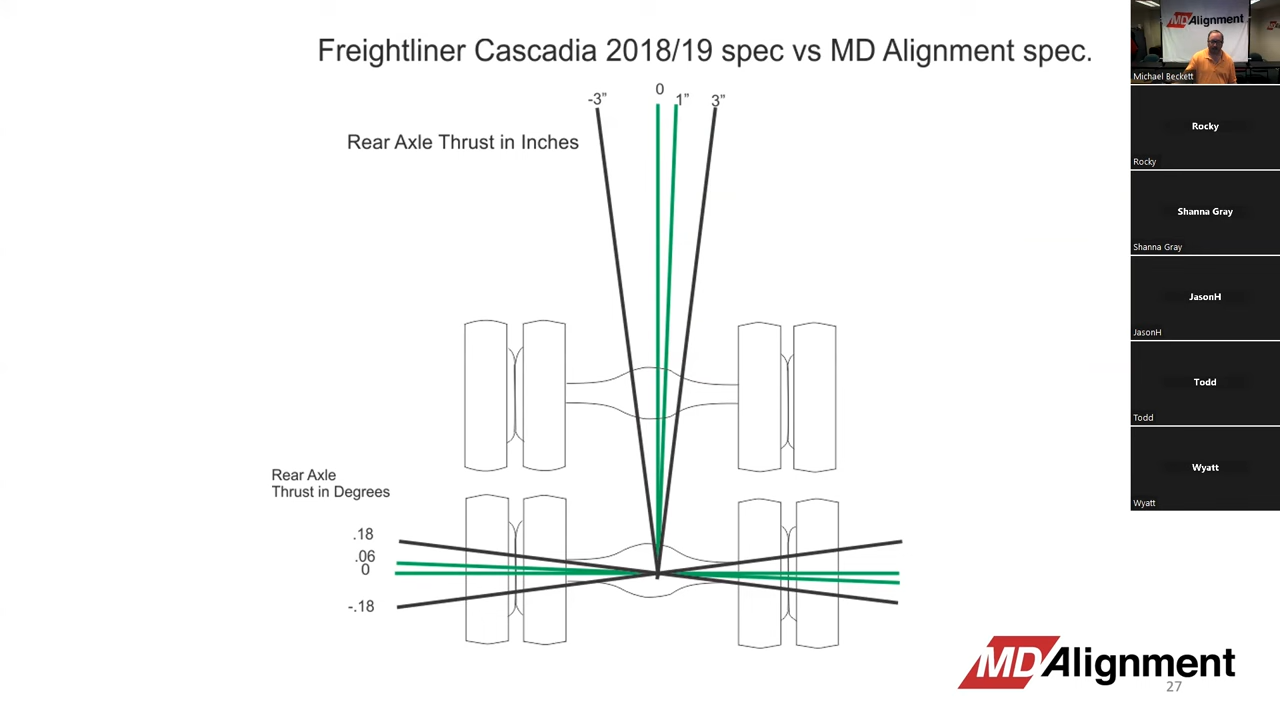 Freightliner Cascadia 2018/19 spec vs MD Alignment spec.
-3”
0
1”
3”
Rear Axle Thrust in Inches
Rear Axle
Thrust in Degrees
.18
.06
0
-.18
MDAlignment
27
MDAlignment
Michael Beckett
Rocky
Rocky
Shanna Gray
Shanna Gray
JasonH
JasonH
Todd
Todd
Wyatt
Wyatt